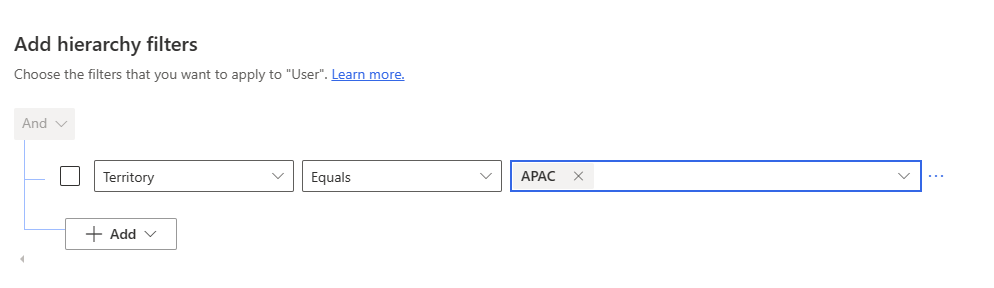 Add hierarchy filters
Choose the filters that you want to apply to "User". Learn more.
And
Territory Equals APAC
Add